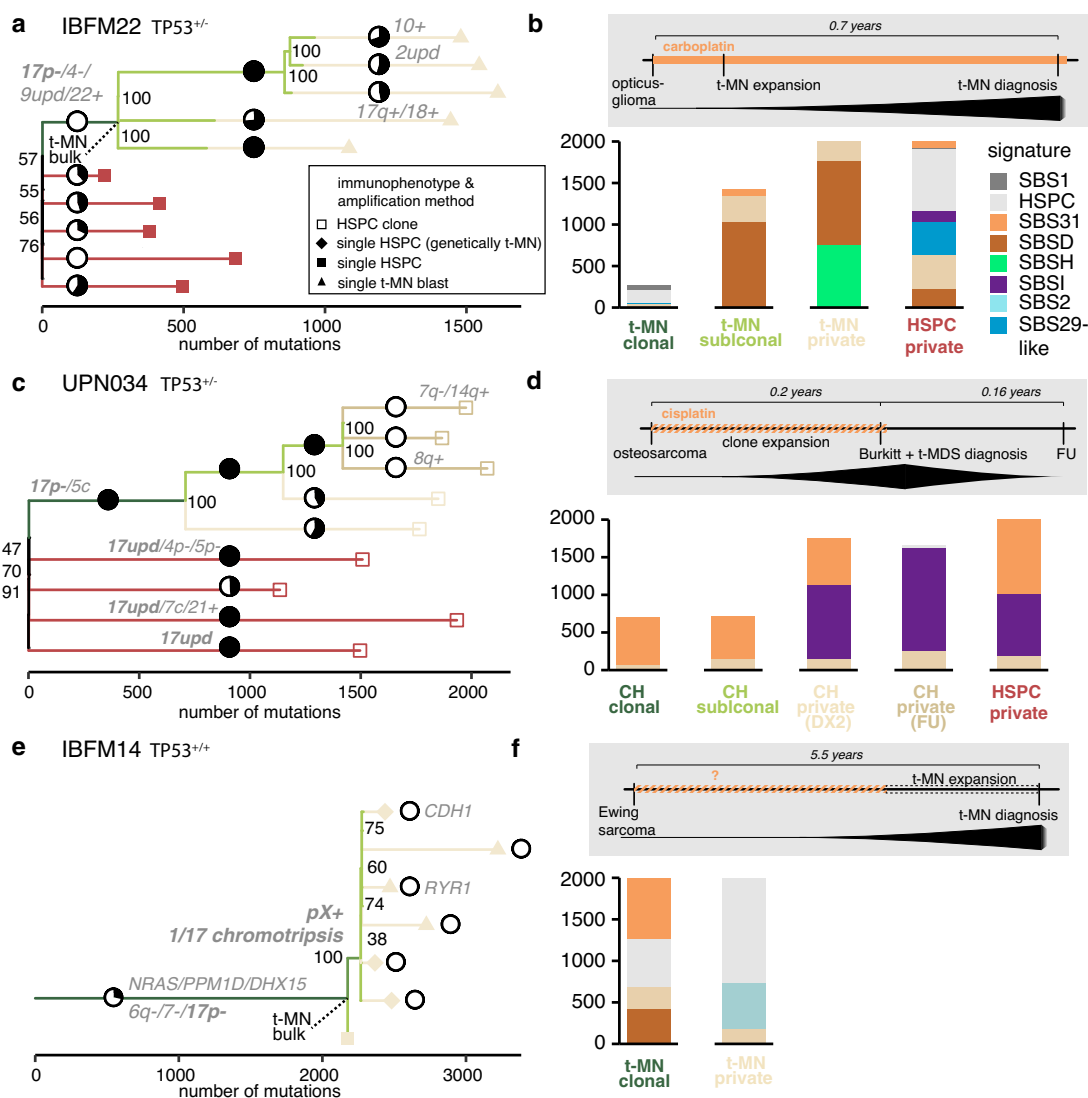 a IBFM22 TP53+/-
10+
2upd
17p-/4-/
9upd/22+
100
100
100
17q+/18+
100
t-MN
bulk
57
55
56
76
immunophenotype &
amplification method
HSPC clone
single HSPC (genetically t-MN)
single HSPC
single t-MN blast
0 500 1000 1500
number of mutations
b
0.7 years
carboplatin
opticus-
glioma
t-MN expansion
t-MN diagnosis
2000
1500
1000
500
0
t-MN
clonal
t-MN
sublconal
t-MN
private
HSPC
private
signature
SBS1
HSPC
SBS31
SBSD
SBSH
SBSI
SBS2
SBS29-
like
c UPN034 TP53+/-
7q-/14q+
100
100
8q+
100
17p-/5c
100
47
70
91
17upd/4p-/5p-
17upd/7c/21+
17upd
0 500 1000 1500 2000
number of mutations
d
0.2 years 0.16 years
cisplatin
clone expansion
osteosarcoma
Burkitt + t-MDS diagnosis
FU
2000
1500
1000
500
0
CH
clonal
CH
sublconal
CH
private
(DX2)
CH
private
(FU)
HSPC
private
e IBFM14 TP53+/+
CDH1
75
60
RYR1
74
pX+
1/17 chromotripsis
38
100
NRAS/PPM1D/DHX15
6q-/7-/17p-
t-MN
bulk
0 1000 2000 3000
number of mutations
f
5.5 years
?
t-MN expansion
Ewing
sarcoma
t-MN diagnosis
2000
1500
1000
500
0
t-MN
clonal
t-MN
private